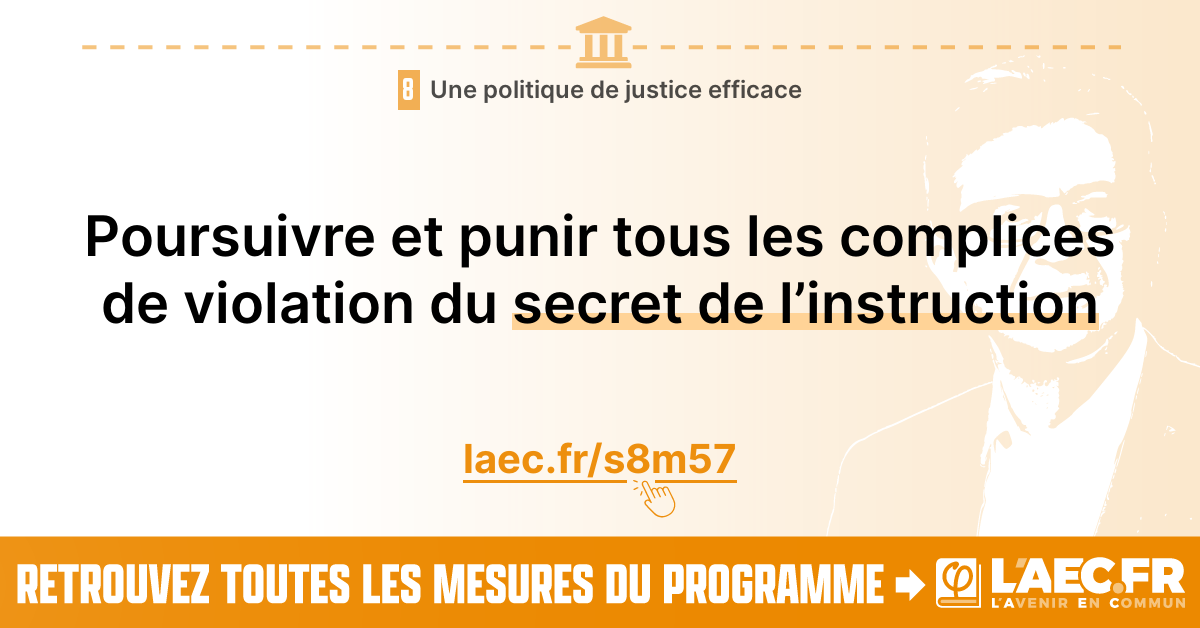 8 Une politique de justice efficace
Poursuivre et punir tous les complices
de violation du secret de l’instruction
laec.fr/s8m57
RETROUVEZ TOUTES LES MESURES DU PROGRAMME
φ L'AEC.FR
L'AVENIR EN COMMUN